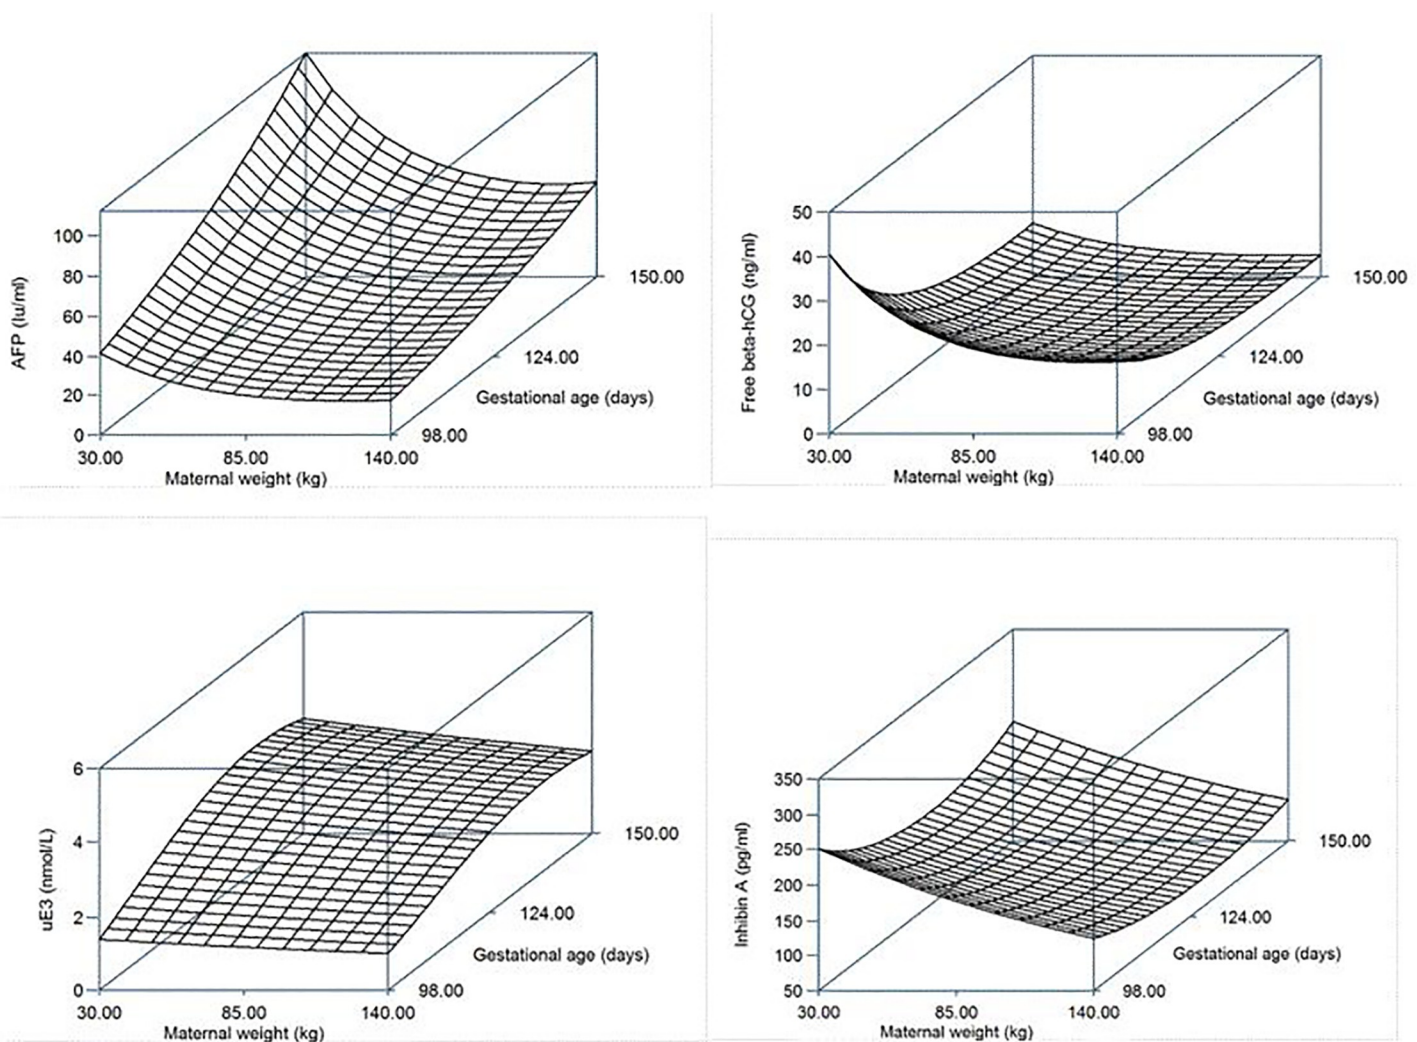 100
80
60
40
20
0
AFP (Iu/ml)
30.00 85.00 140.00
Maternal weight (kg)
98.00
124.00
150.00
Gestational age (days)
50
40
30
20
10
0
Free beta-hCG (ng/ml)
30.00 85.00 140.00
Maternal weight (kg)
98.00
124.00
150.00
Gestational age (days)
6
4
2
0
uE3 (nmol/L)
30.00 85.00 140.00
Maternal weight (kg)
98.00
124.00
150.00
Gestational age (days)
350
300
250
200
150
100
50
Inhibin A (pg/ml)
30.00 85.00 140.00
Maternal weight (kg)
98.00
124.00
150.00
Gestational age (days)